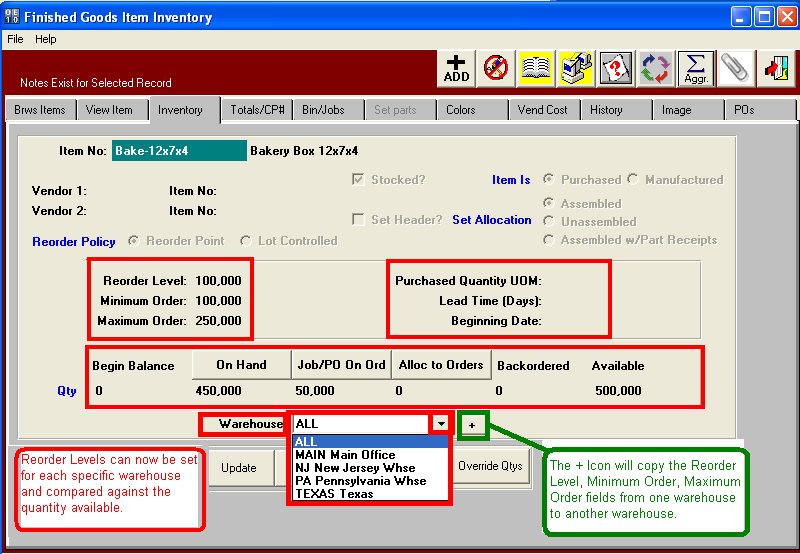 Finished Goods Item Inventory
File Help
Notes Exist for Selected Record
ADD
Aggr.
Brws Items View Item Inventory Totals/CP# Bin/Jobs Set parts Colors Vend Cost History Image POs
Item No: Bake-12x7x4 Bakery Box 12x7x4
Stocked? Item Is Purchased Manufactured
Vendor 1: Item No:
Assembled
Vendor 2: Item No:
Set Header? Set Allocation Unassembled
Reorder Policy Reorder Point Lot Controlled Assembled w/Part Receipts
Reorder Level: 100,000 Purchased Quantity UOM:
Minimum Order: 100,000 Lead Time (Days):
Maximum Order: 250,000 Beginning Date:
Begin Balance On Hand Job/PO On Ord Alloc to Orders Backordered Available
Qty 0 450,000 50,000 0 0 500,000
Warehouse ALL +
ALL
MAIN Main Office
NJ New Jersey Whse
PA Pennsylvania Whse
TEXAS Texas
Update Override Qtys
Reorder Levels can now be set
for each specific warehouse
and compared against the
quantity available.
The + Icon will copy the Reorder
Level, Minimum Order, Maximum
Order fields from one warehouse
to another warehouse.